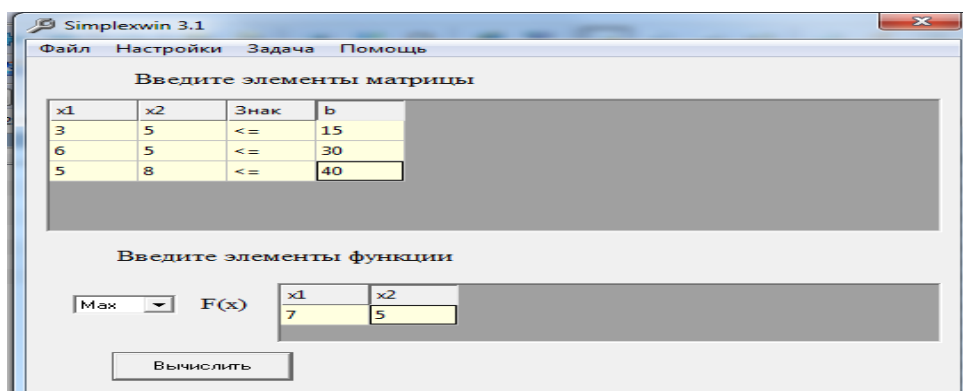 Simplexwin 3.1
Файл Настройки Задача Помощь
Введите элементы матрицы
x1 x2 Знак b
3 5 <= 15
6 5 <= 30
5 8 <= 40
Введите элементы функции
x1 x2
Max F(x) 7 5
Вычислить